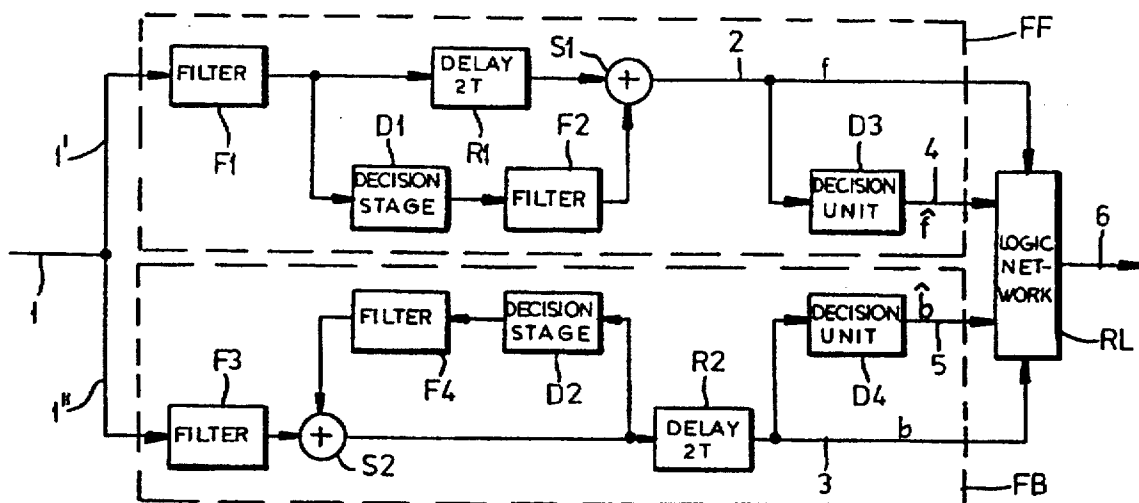 FF
S1
2
f
FILTER
DELAY
2T
F1
R1
D1
F2
D3
4
1'
DECISION
STAGE
FILTER
DECISION
UNIT
f̂
6
LOGIC
NET-
WORK
1
FILTER
DECISION
STAGE
DECISION
UNIT
b̂
5
RL
F3
F4
D2
R2
D4
1"
FILTER
S2
DELAY
2T
b
3
FB